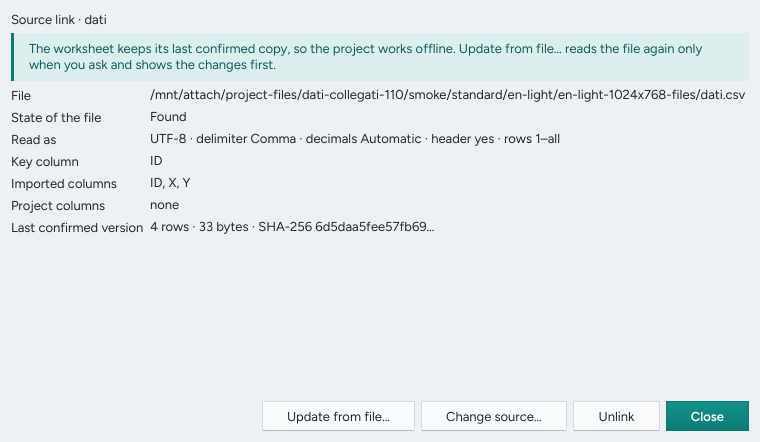 Source link · dati
The worksheet keeps its last confirmed copy, so the project works offline. Update from file... reads the file again only
when you ask and shows the changes first.
File /mnt/attach/project-files/dati-collegati-110/smoke/standard/en-light/en-light-1024x768-files/dati.csv
State of the file Found
Read as UTF-8 · delimiter Comma · decimals Automatic · header yes · rows 1–all
Key column ID
Imported columns ID, X, Y
Project columns none
Last confirmed version 4 rows · 33 bytes · SHA-256 6d5daa5fee57fb69...
Update from file... Change source... Unlink Close